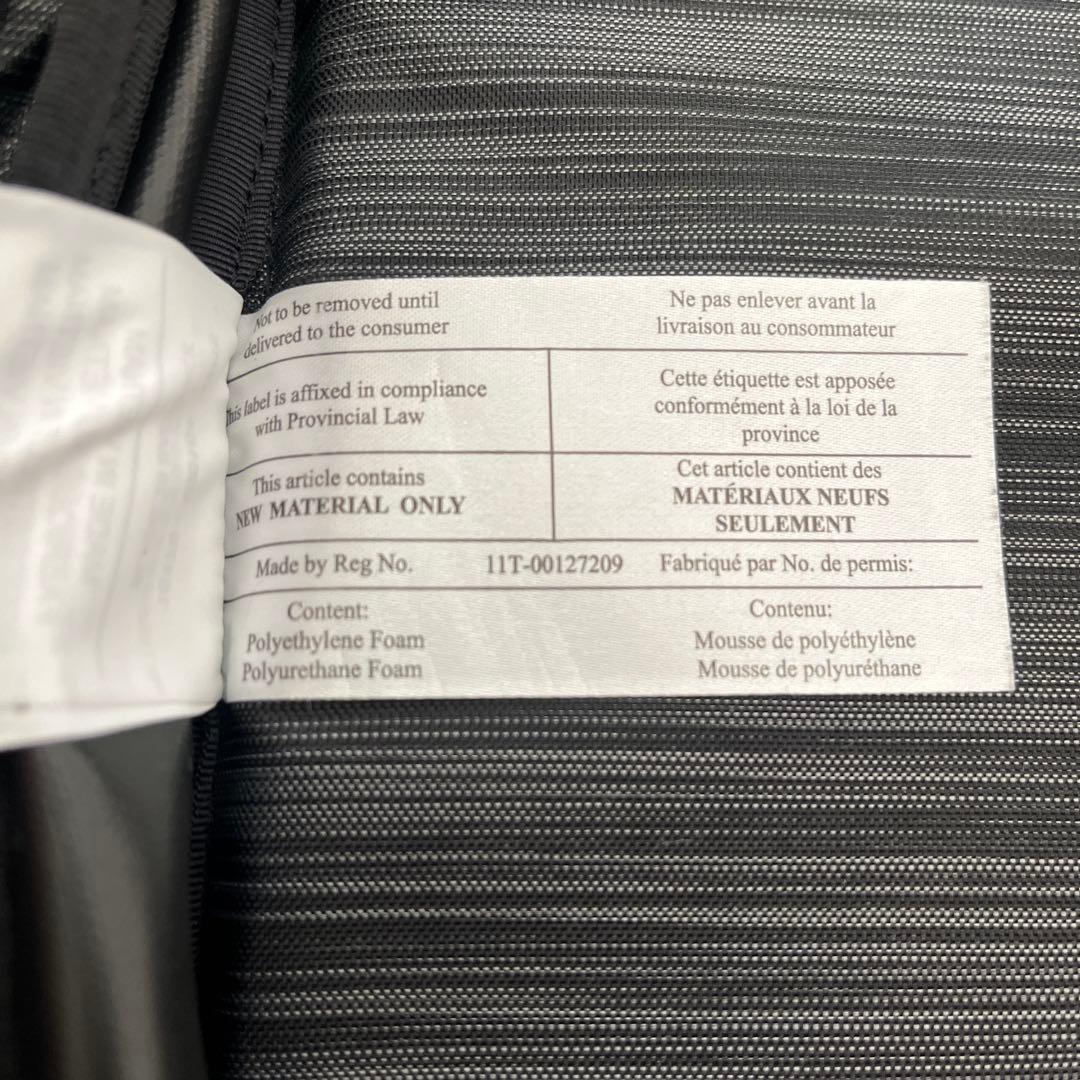 Not to be removed until
delivered to the consumer
Ne pas enlever avant la
livraison au consommateur
This label is affixed in compliance
with Provincial Law
Cette étiquette est apposée
conformément à la loi de la
province
This article contains
NEW MATERIAL ONLY
Cet article contient des
MATÉRIAUX NEUFS
SEULEMENT
Made by Reg No. 11T-00127209 Fabriqué par No. de permis:
Content:
Polyethylene Foam
Polyurethane Foam
Contenu:
Mousse de polyéthylène
Mousse de polyuréthane